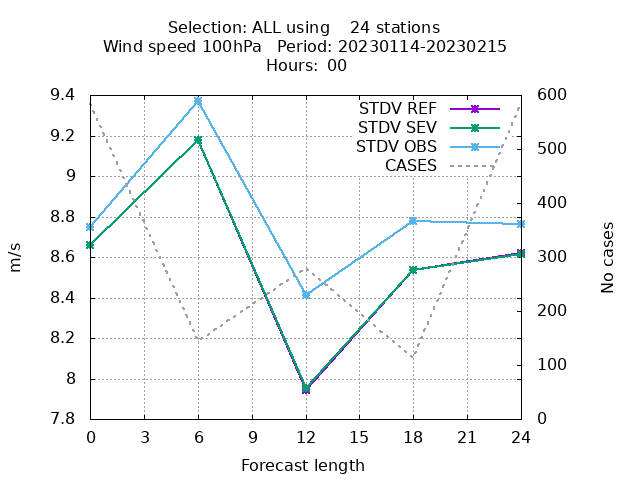 Selection: ALL using    24 stations
Wind speed 100hPa   Period: 20230114-20230215
Hours:  00
STDV REF
STDV SEV
STDV OBS
CASES
9.4
9.2
9
8.8
8.6
8.4
8.2
8
7.8
m/s
600
500
400
300
200
100
0
No cases
0 3 6 9 12 15 18 21 24
Forecast length